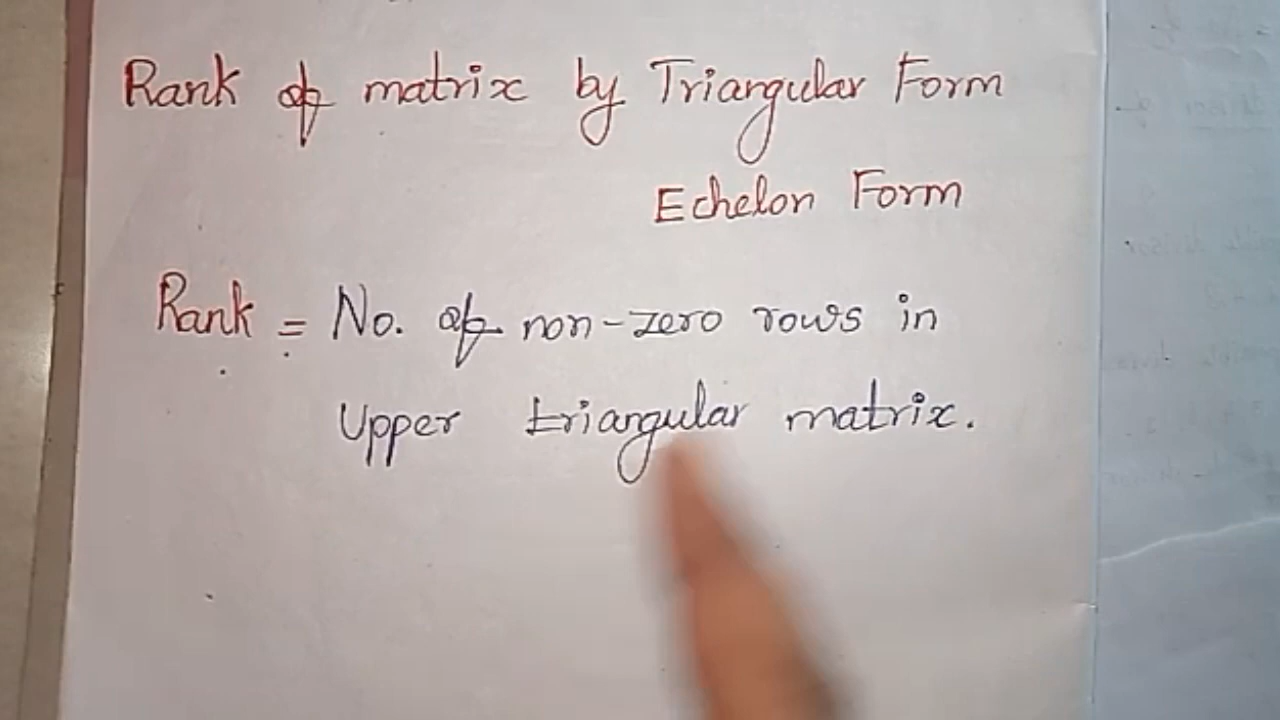 Rank of matrix by Triangular Form
Echelon Form
Rank = No. of non-zero rows in
Upper triangular matrix.